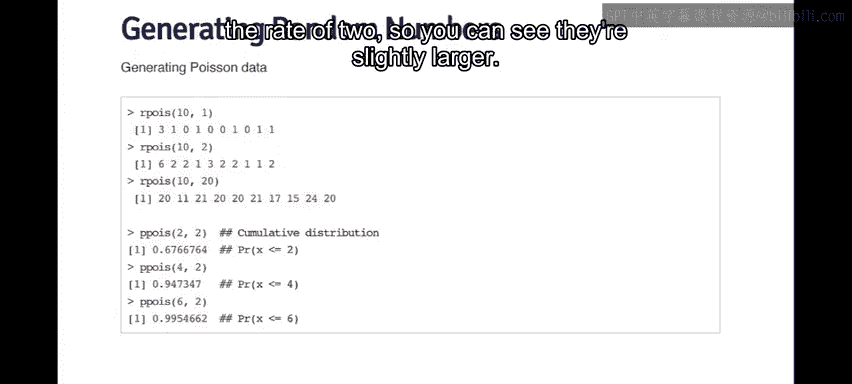 Generating Random Numbers
the rate of two, so you can see they're
slightly larger.
Generating Poisson data
> rpois(10, 1)
[1] 3 1 0 1 0 0 1 0 1 1
> rpois(10, 2)
[1] 6 2 2 1 3 2 2 1 1 2
> rpois(10, 20)
[1] 20 11 21 20 20 21 17 15 24 20
> ppois(2, 2) ## Cumulative distribution
[1] 0.6766764 ## Pr(x <= 2)
> ppois(4, 2)
[1] 0.947347 ## Pr(x <= 4)
> ppois(6, 2)
[1] 0.9954662 ## Pr(x <= 6)